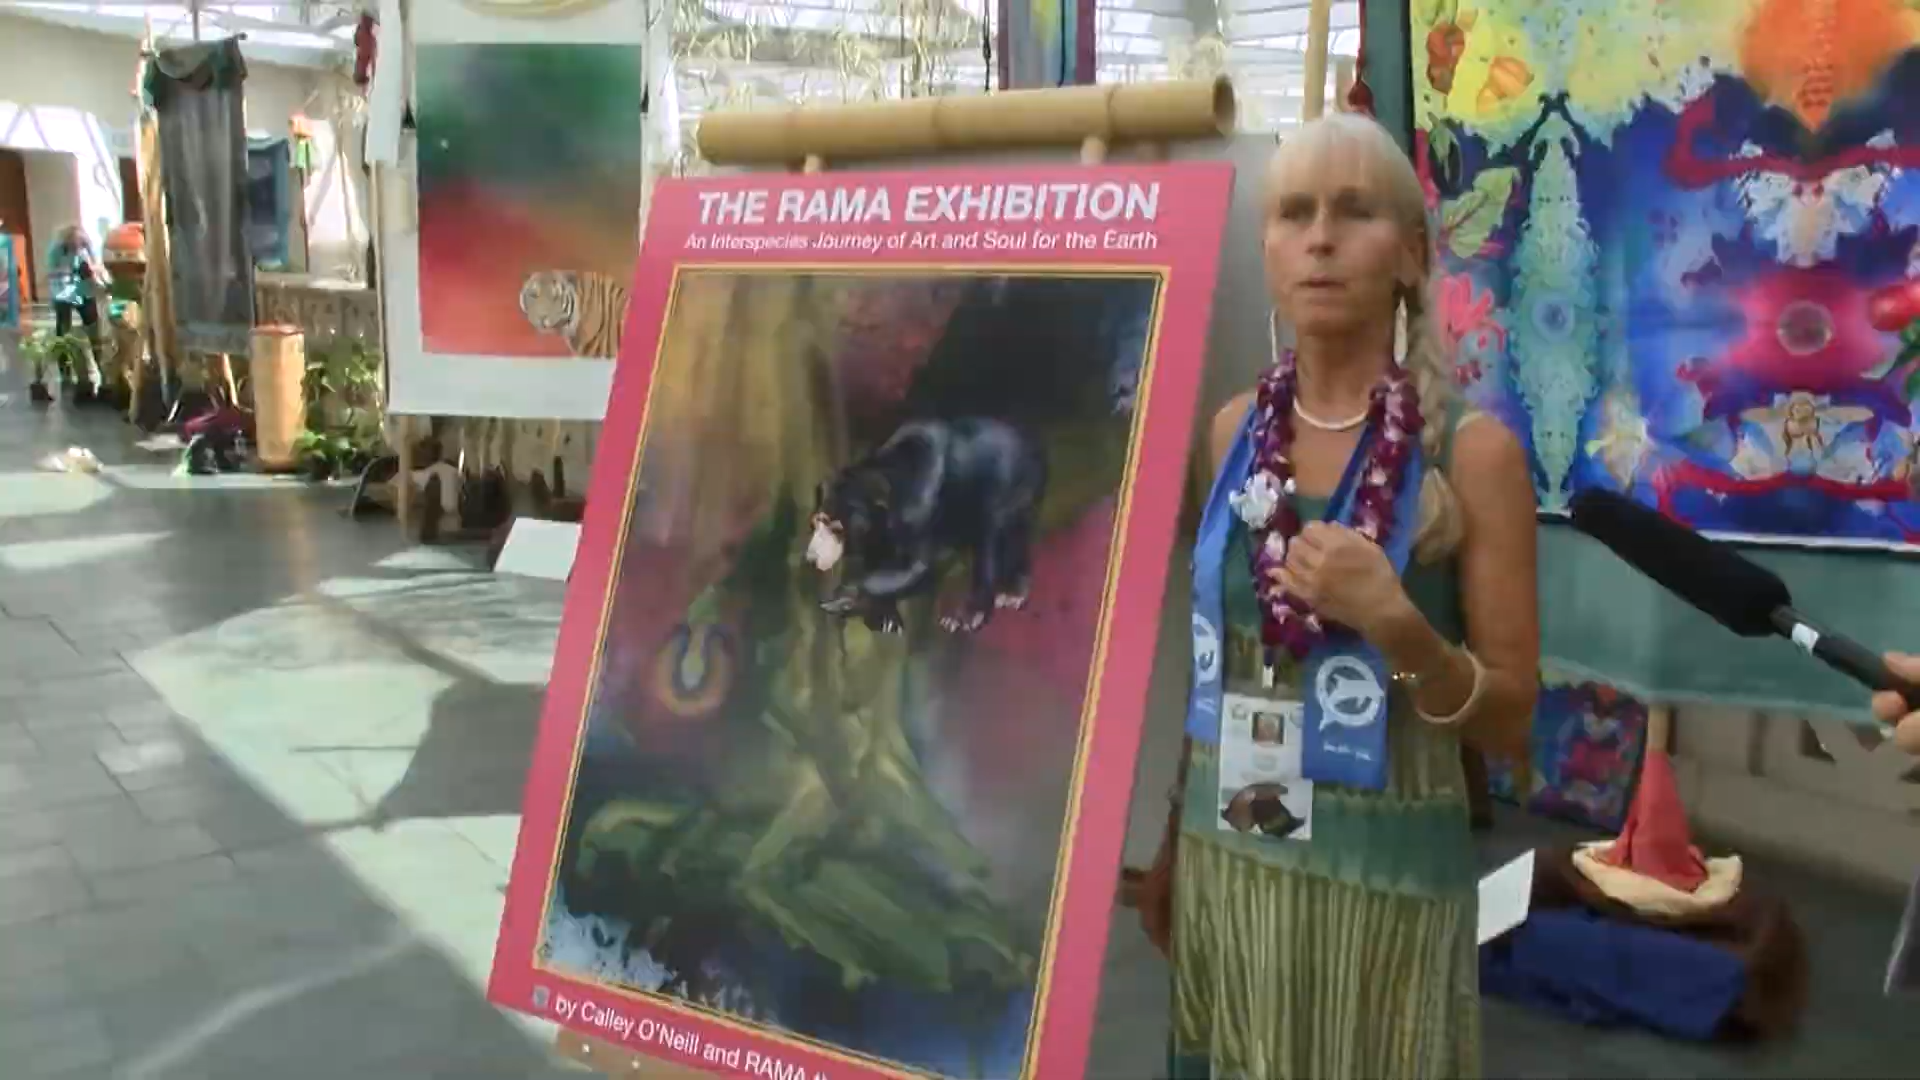 THE RAMA EXHIBITION
An Interspecies Journey of Art and Soul for the Earth
by Calley O'Neill and RAMA